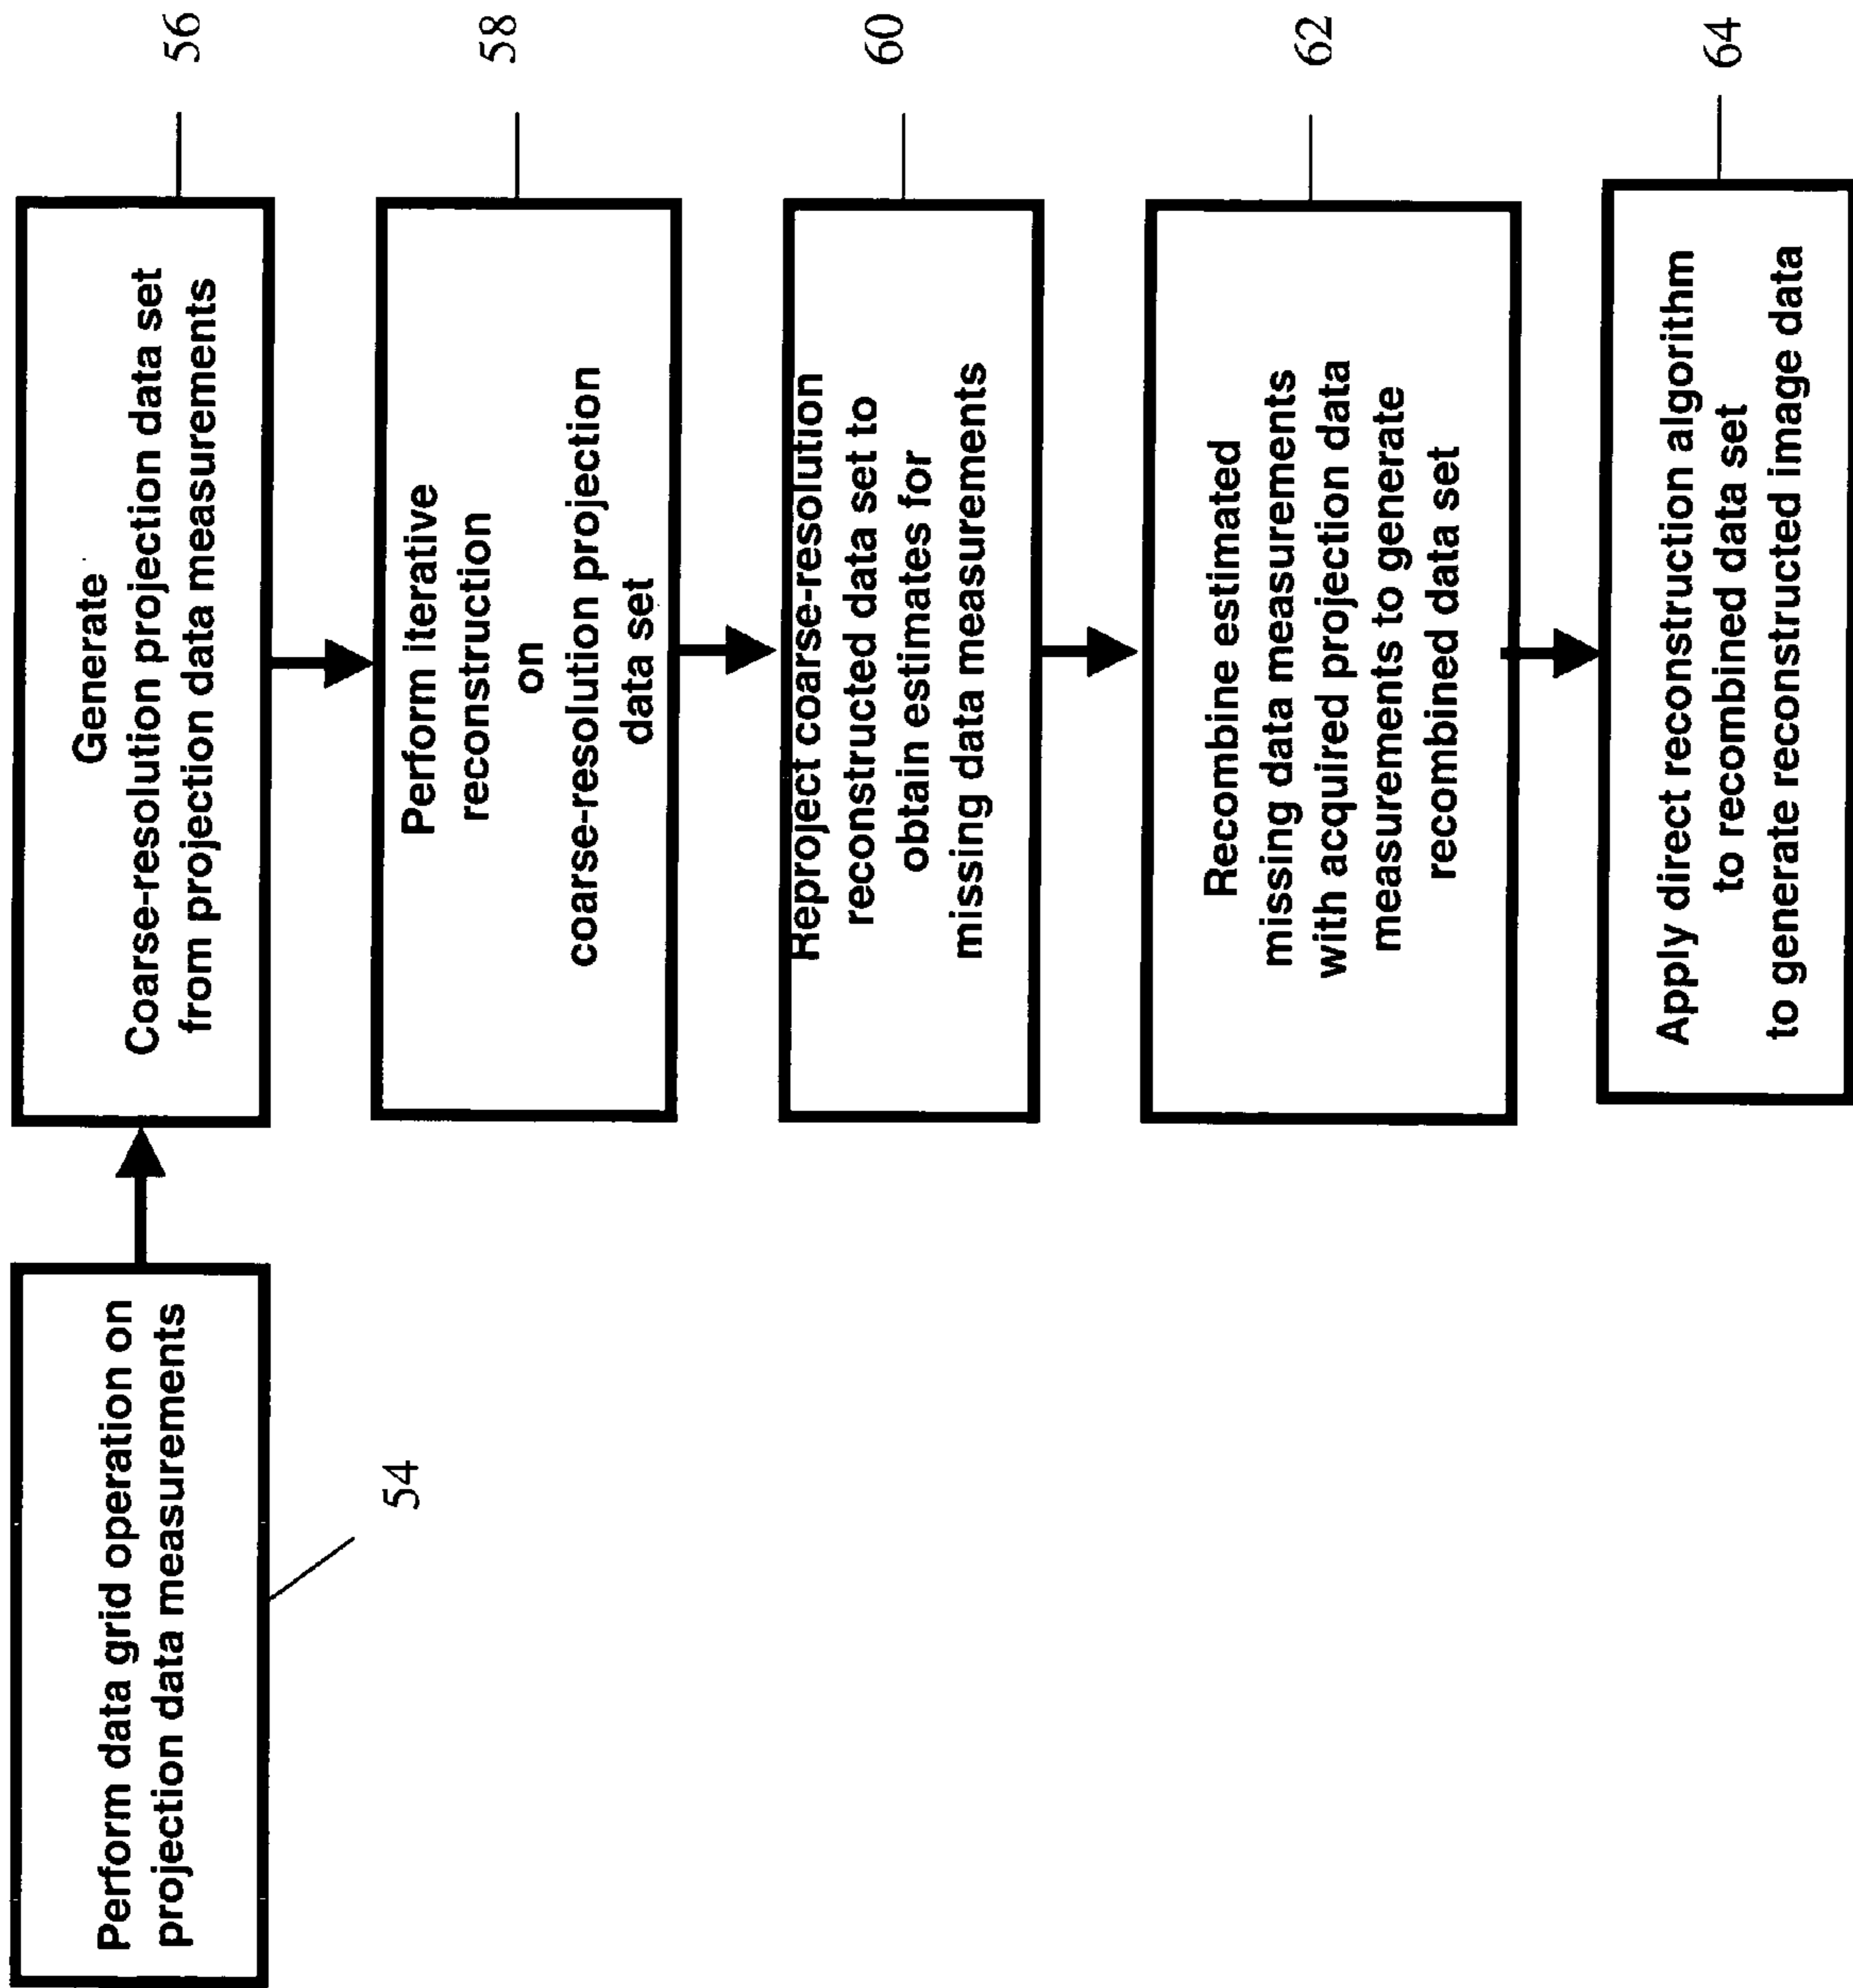 Perform data grid operation on
projection data measurements
54
Generate
Coarse-resolution projection data set
from projection data measurements
56
Perform iterative
reconstruction
on
coarse-resolution projection
data set
58
Reproject coarse-resolution
reconstructed data set to
obtain estimates for
missing data measurements
60
Recombine estimated
missing data measurements
with acquired projection data
measurements to generate
recombined data set
62
Apply direct reconstruction algorithm
to recombined data set
to generate reconstructed image data
64